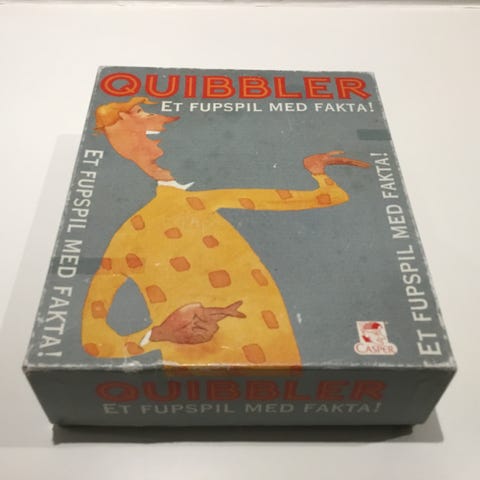 QUIBBLER
ET FUPSPIL MED FAKTA!
ET FUPSPIL MED FAKTA!
ET FUPSPIL MED FAKTA!
CASPER
QUIBBLER
ET FUPSPIL MED FAKTA!